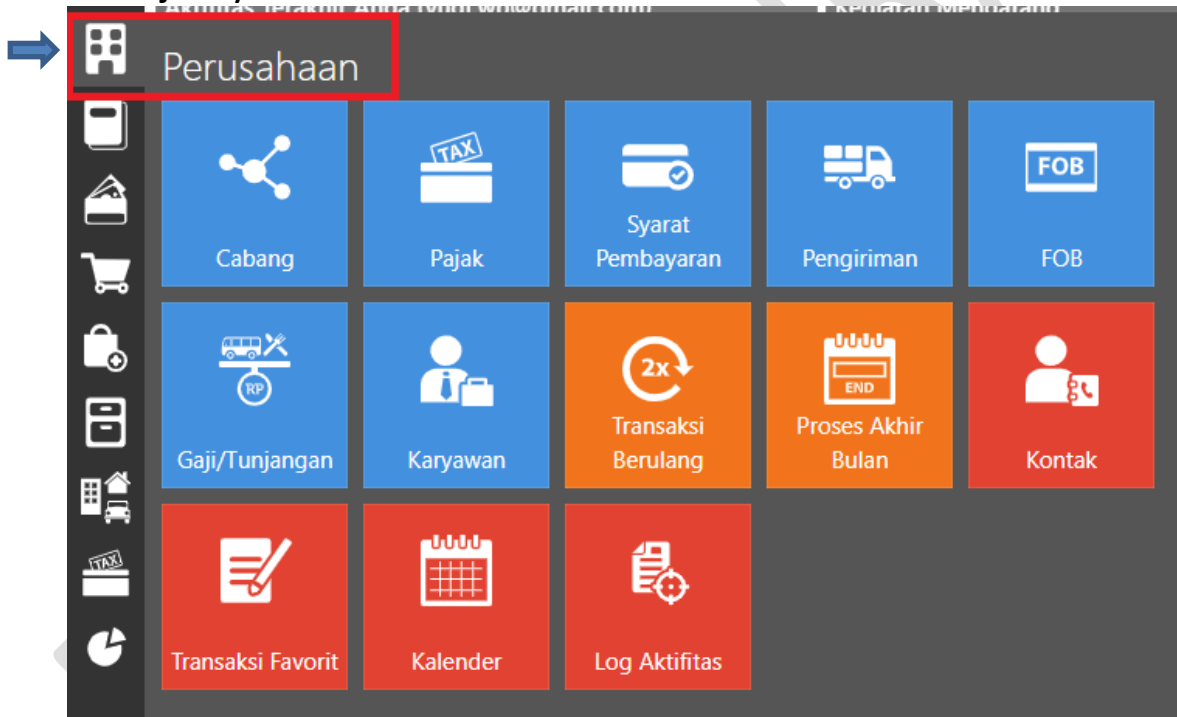 Perusahaan
TAX
FOB
Cabang
Pajak
Syarat
Pembayaran
Pengiriman
FOB
RP
2x
END
Gaji/Tunjangan
Karyawan
Transaksi
Berulang
Proses Akhir
Bulan
Kontak
TAX
Transaksi Favorit
Kalender
Log Aktifitas